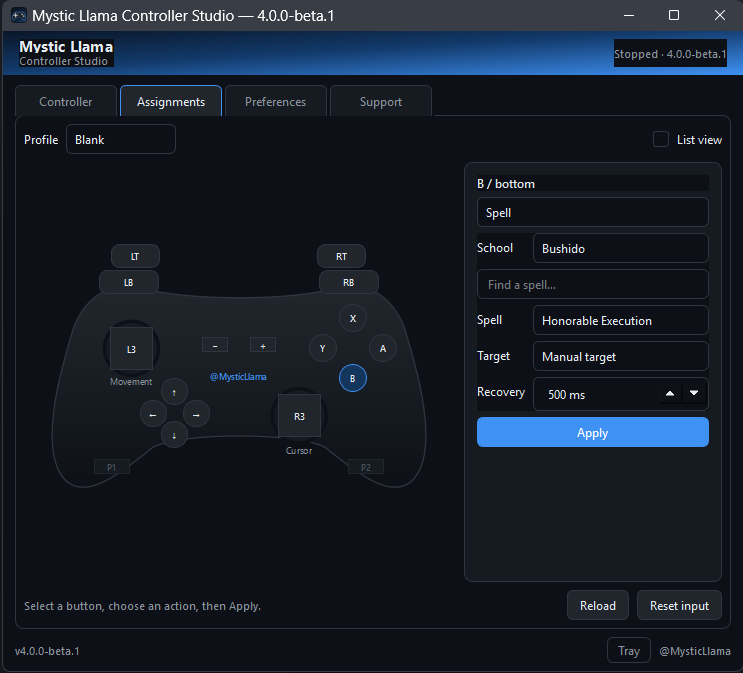 Mystic Llama Controller Studio — 4.0.0-beta.1
Mystic Llama
Controller Studio
Stopped · 4.0.0-beta.1
Controller
Assignments
Preferences
Support
Profile
Blank
List view
B / bottom
Spell
School
Bushido
Find a spell...
Spell
Honorable Execution
Target
Manual target
Recovery
500 ms
Apply
LT
RT
LB
RB
X
L3
−
+
Y
A
Movement
@MysticLlama
B
↑
←
→
R3
↓
Cursor
P1
P2
Select a button, choose an action, then Apply.
Reload
Reset input
v4.0.0-beta.1
Tray
@MysticLlama